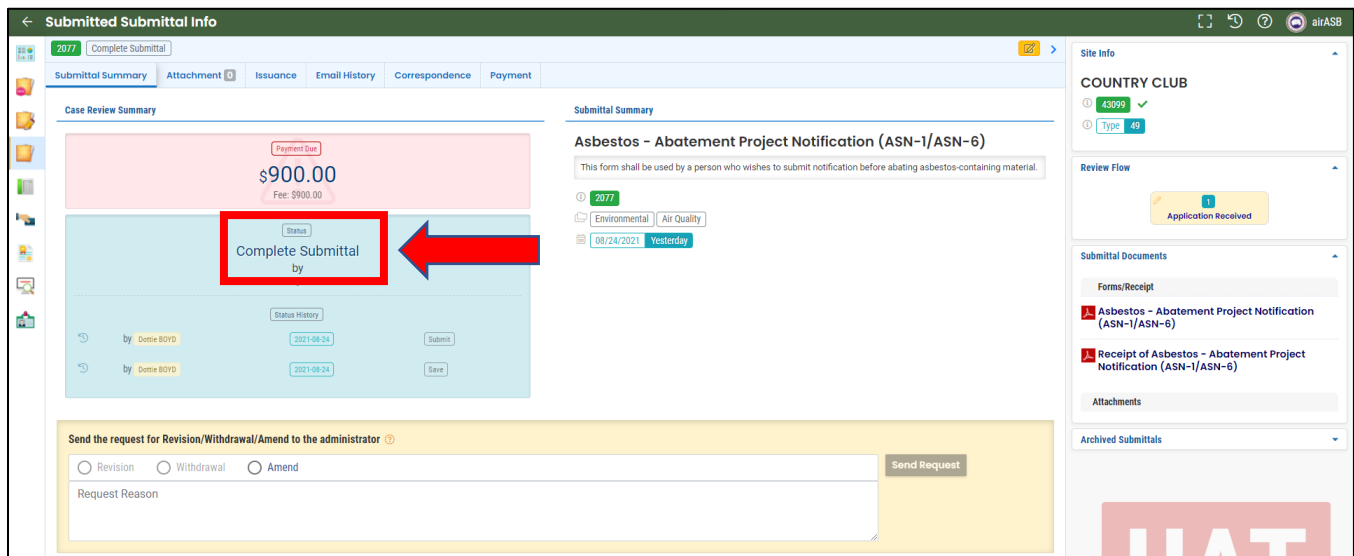 Submitted Submittal Info
airASB
2077 Complete Submittal
Submittal Summary Attachment 0 Issuance Email History Correspondence Payment
Case Review Summary
Payment Due
$900.00
Fee: $900.00
Status
Complete Submittal
by
Status History
by Dottie BOYD 2021-08-24 Submit
by Dottie BOYD 2021-08-24 Save
Submittal Summary
Asbestos - Abatement Project Notification (ASN-1/ASN-6)
This form shall be used by a person who wishes to submit notification before abating asbestos-containing material.
2077
Environmental Air Quality
08/24/2021 Yesterday
Send the request for Revision/Withdrawal/Amend to the administrator
Revision Withdrawal Amend
Send Request
Request Reason
Site Info
COUNTRY CLUB
43099
Type 49
Review Flow
1
Application Received
Submittal Documents
Forms/Receipt
Asbestos - Abatement Project Notification
(ASN-1/ASN-6)
Receipt of Asbestos - Abatement Project
Notification (ASN-1/ASN-6)
Attachments
Archived Submittals
UAT